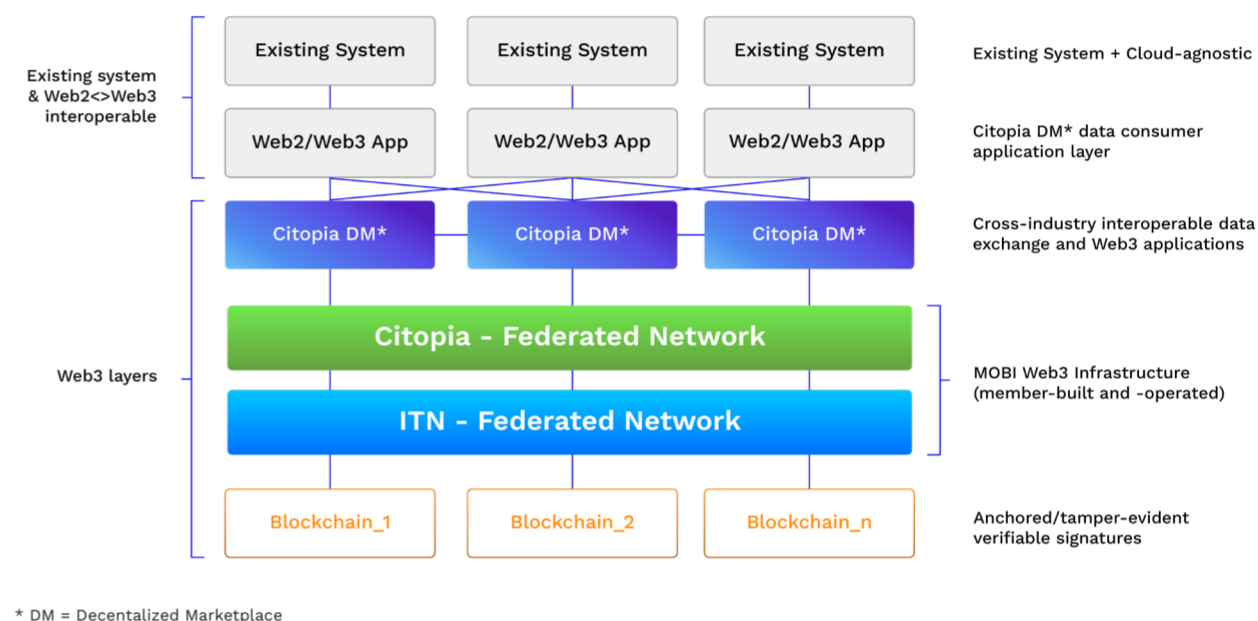 Existing System
Existing System
Existing System
Existing System + Cloud-agnostic
Existing system
& Web2<>Web3
interoperable
Web2/Web3 App
Web2/Web3 App
Web2/Web3 App
Citopia DM* data consumer
application layer
Citopia DM*
Citopia DM*
Citopia DM*
Cross-industry interoperable data
exchange and Web3 applications
Citopia - Federated Network
Web3 layers
MOBI Web3 Infrastructure
(member-built and -operated)
ITN - Federated Network
Blockchain_1
Blockchain_2
Blockchain_n
Anchored/tamper-evident
verifiable signatures
* DM = Decentalized Marketplace